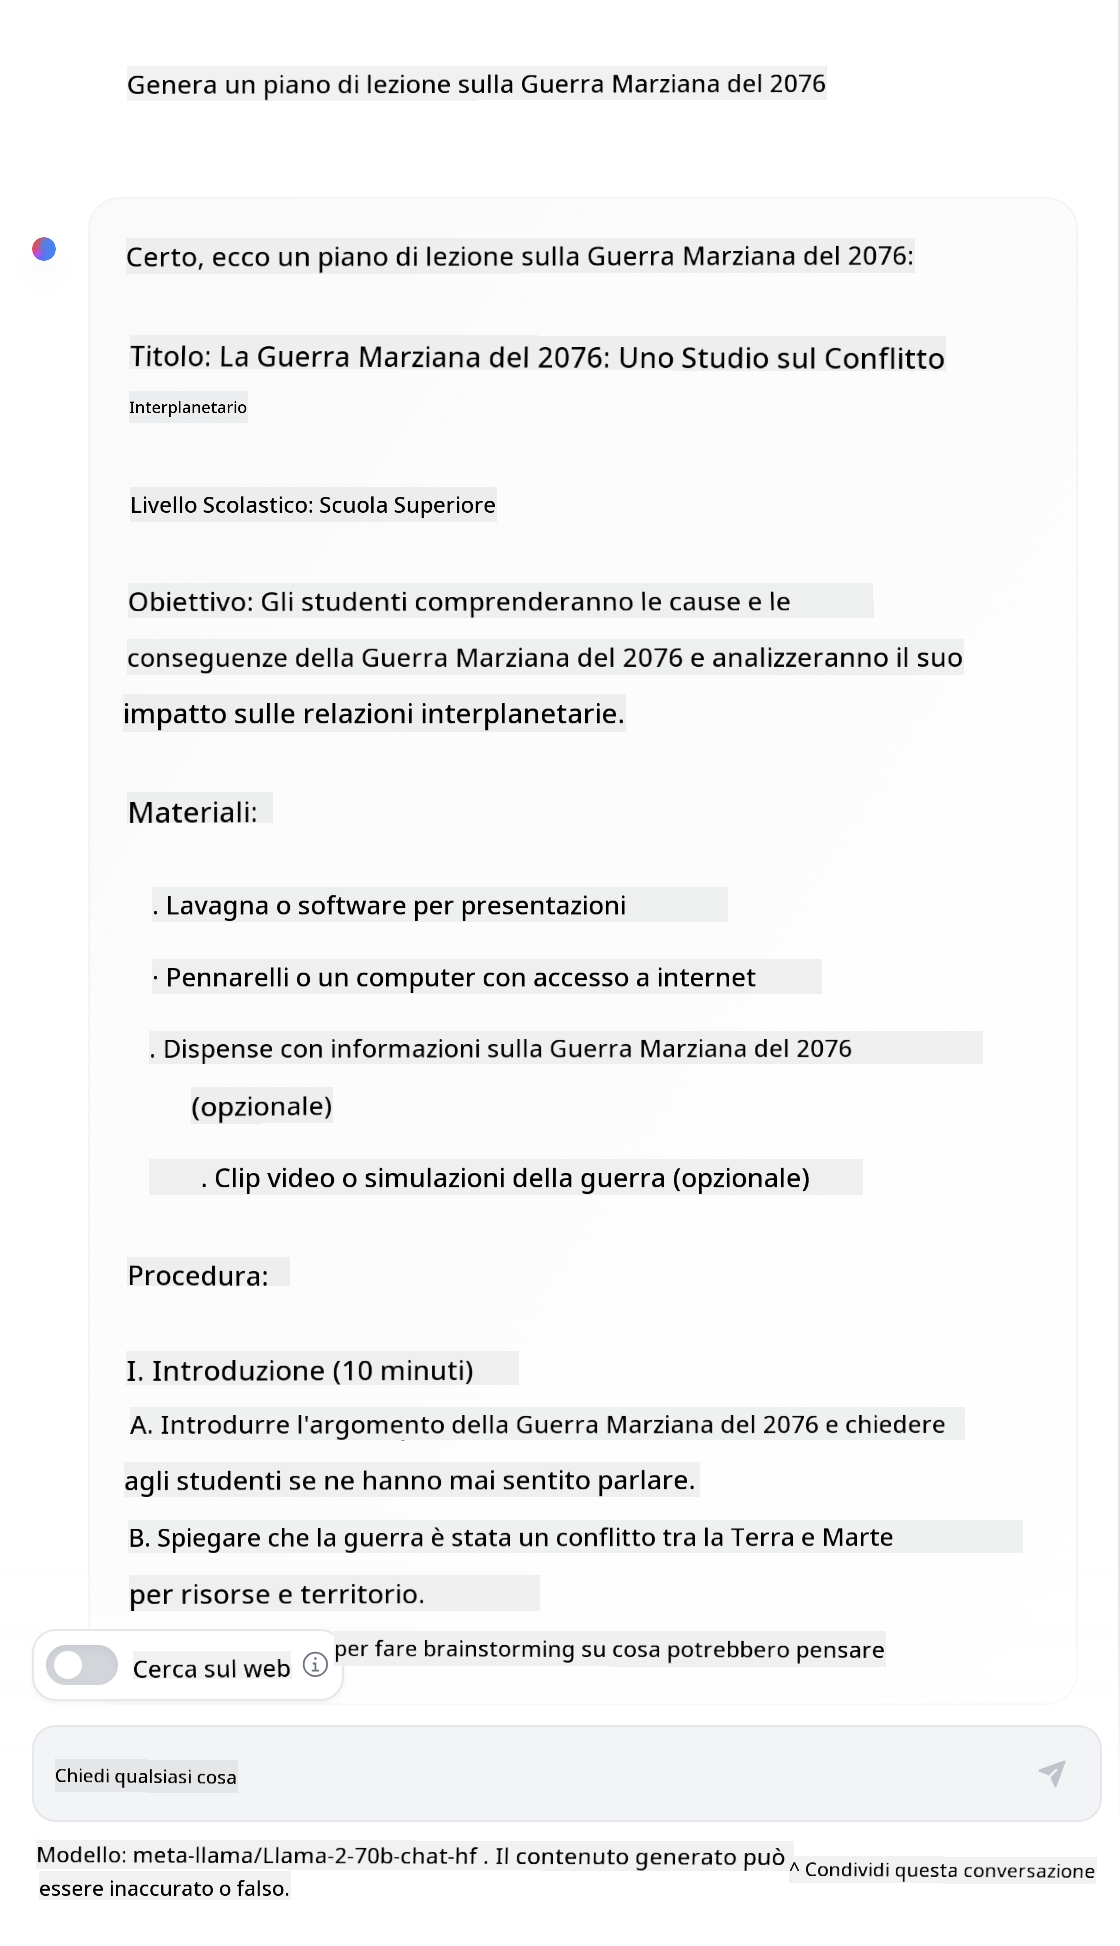 Genera un piano di lezione sulla Guerra Marziana del 2076
Certo, ecco un piano di lezione sulla Guerra Marziana del 2076:
Titolo: La Guerra Marziana del 2076: Uno Studio sul Conflitto
Interplanetario
Livello Scolastico: Scuola Superiore
Obiettivo: Gli studenti comprenderanno le cause e le
conseguenze della Guerra Marziana del 2076 e analizzeranno il suo
impatto sulle relazioni interplanetarie.
Materiali:
. Lavagna o software per presentazioni
· Pennarelli o un computer con accesso a internet
. Dispense con informazioni sulla Guerra Marziana del 2076
(opzionale)
. Clip video o simulazioni della guerra (opzionale)
Procedura:
I. Introduzione (10 minuti)
A. Introdurre l'argomento della Guerra Marziana del 2076 e chiedere
agli studenti se ne hanno mai sentito parlare.
B. Spiegare che la guerra è stata un conflitto tra la Terra e Marte
per risorse e territorio.
per fare brainstorming su cosa potrebbero pensare
Cerca sul web
Chiedi qualsiasi cosa
Modello: meta-llama/Llama-2-70b-chat-hf . Il contenuto generato può
essere inaccurato o falso.
^ Condividi questa conversazione